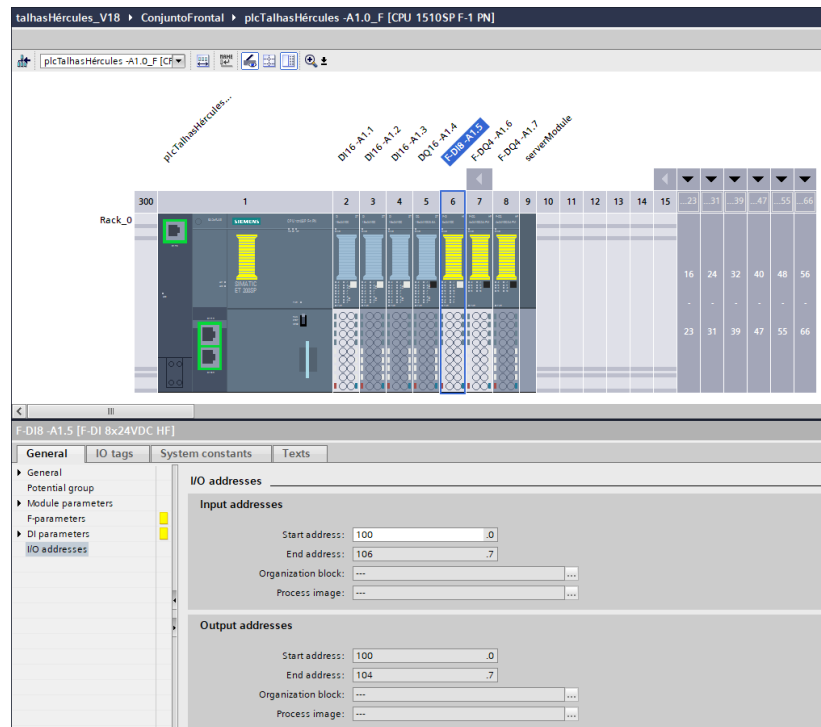 talhasHércules_V18 ▸ ConjuntoFrontal ▸ plcTalhasHércules -A1.0_F [CPU 1510SP F-1 PN]
plcTalhasHércules -A1.0_F [CF
plcTalhasHércules...
DI16 -A1.1
DI16 -A1.2
DI16 -A1.3
DQ16 -A1.4
F-DI8 -A1.5
F-DQ4 -A1.6
F-DQ4 -A1.7
serverModule
300 1 2 3 4 5 6 7 8 9 10 11 12 13 14 15 ...23 ...31 ...39 ...47 ...55 ...66
Rack_0
SIEMENS
SIMATIC
ET 200SP
16 24 32 40 48 56
- - - - - -
23 31 39 47 55 66
F-DI8 -A1.5 [F-DI 8x24VDC HF]
General IO tags System constants Texts
General
Potential group
Module parameters
F-parameters
DI parameters
I/O addresses
I/O addresses
Input addresses
Start address: 100 .0
End address: 106 .7
Organization block: --- ...
Process image: --- ...
Output addresses
Start address: 100 .0
End address: 104 .7
Organization block: --- ...
Process image: --- ...